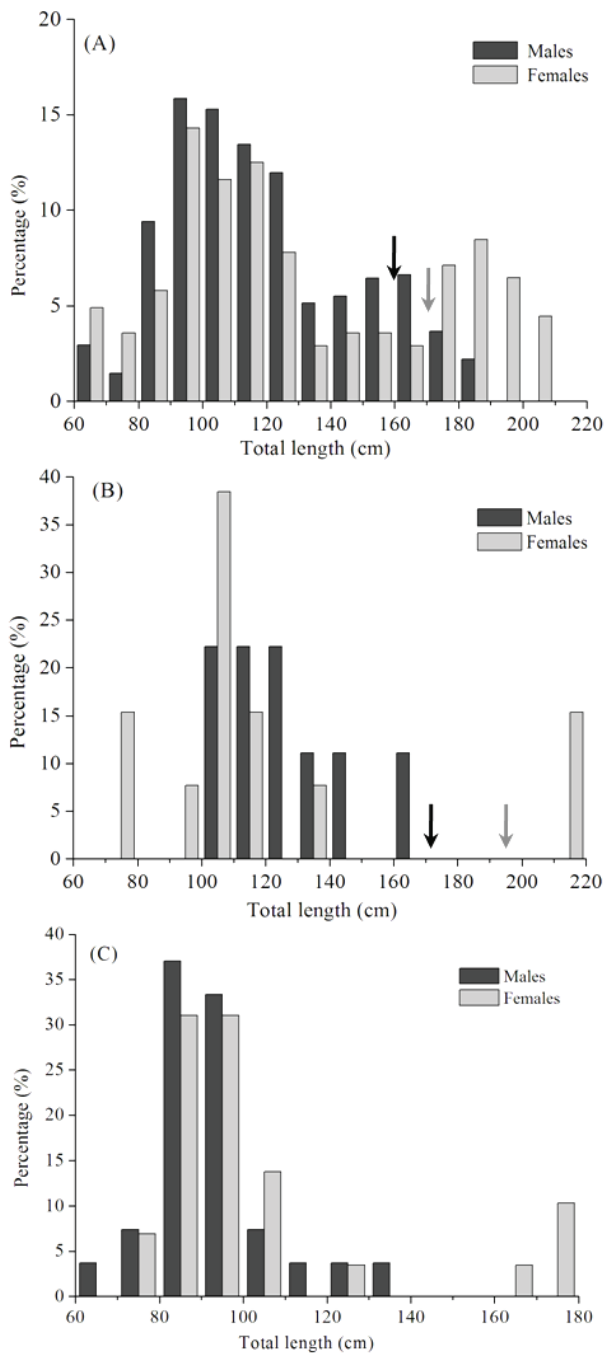 (A)
Males
Females
Percentage (%)
20
15
10
5
0
60 80 100 120 140 160 180 200 220
Total length (cm)
(B)
Males
Females
Percentage (%)
40
35
30
25
20
15
10
5
0
60 80 100 120 140 160 180 200 220
Total length (cm)
(C)
Males
Females
Percentage (%)
40
35
30
25
20
15
10
5
0
60 80 100 120 140 160 180
Total length (cm)